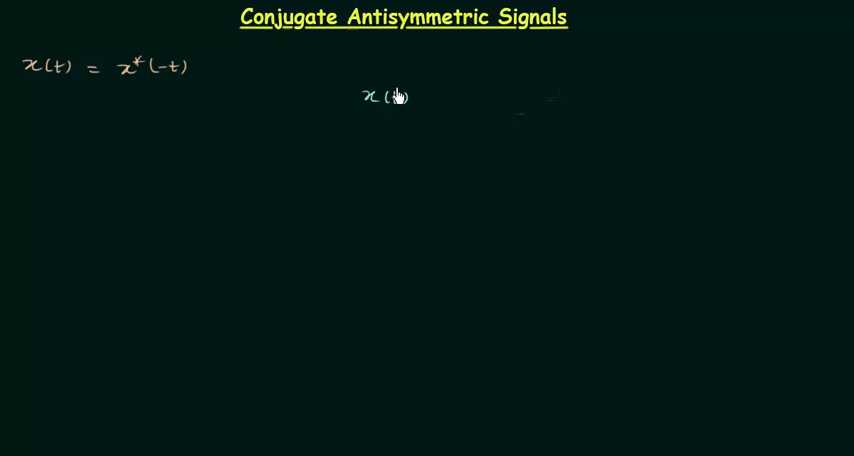 Conjugate Antisymmetric Signals
x(t) = x*(-t)
x(t)